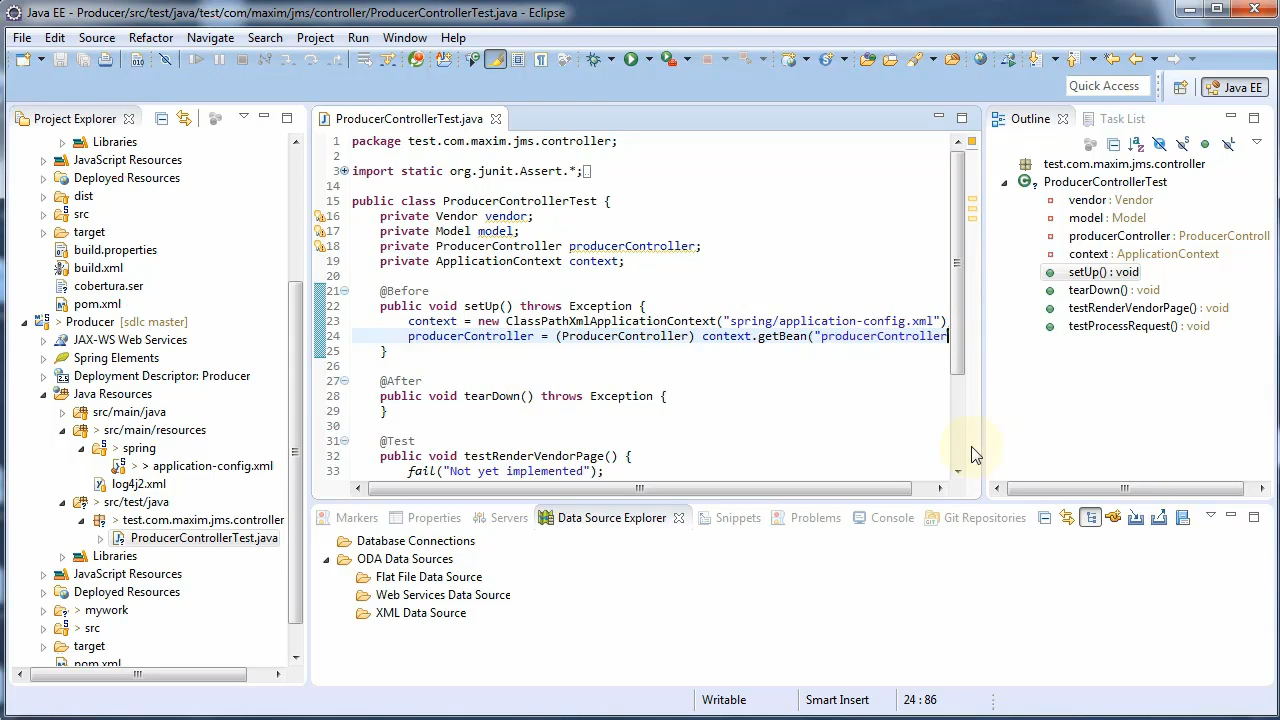 Java EE - Producer/src/test/java/test/com/maxim/jms/controller/ProducerControllerTest.java - Eclipse
File Edit Source Refactor Navigate Search Project Run Window Help
Quick Access
Java EE
Project Explorer
Libraries
JavaScript Resources
Deployed Resources
dist
src
target
build.properties
build.xml
cobertura.ser
pom.xml
> Producer [sdlc master]
JAX-WS Web Services
Spring Elements
Deployment Descriptor: Producer
Java Resources
src/main/java
> src/main/resources
> spring
> > application-config.xml
log4j2.xml
> src/test/java
> test.com.maxim.jms.controller
ProducerControllerTest.java
Libraries
JavaScript Resources
Deployed Resources
> mywork
> src
target
pom.xml
ProducerControllerTest.java
1 package test.com.maxim.jms.controller;
2
3 import static org.junit.Assert.*;
14
15 public class ProducerControllerTest {
16 private Vendor vendor;
17 private Model model;
18 private ProducerController producerController;
19 private ApplicationContext context;
20
21 @Before
22 public void setUp() throws Exception {
23 context = new ClassPathXmlApplicationContext("spring/application-config.xml")
24 producerController = (ProducerController) context.getBean("producerController
25 }
26
27 @After
28 public void tearDown() throws Exception {
29 }
30
31 @Test
32 public void testRenderVendorPage() {
33 fail("Not yet implemented");
Outline
Task List
test.com.maxim.jms.controller
ProducerControllerTest
vendor : Vendor
model : Model
producerController : ProducerControll
context : ApplicationContext
setUp() : void
tearDown() : void
testRenderVendorPage() : void
testProcessRequest() : void
Markers Properties Servers Data Source Explorer Snippets Problems Console Git Repositories
Database Connections
ODA Data Sources
Flat File Data Source
Web Services Data Source
XML Data Source
Writable Smart Insert 24 : 86